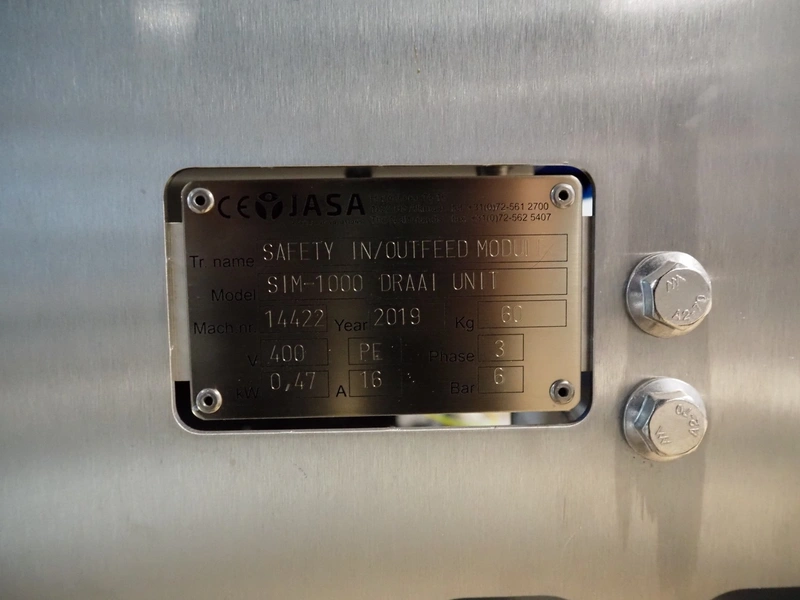 CE JASA
+31(0)72-561 2700
+31(0)72-562 5407
Tr. name SAFETY IN/OUTFEED MODULE
Model SIM-1000 DRAAI UNIT
Mach.nr. 14422 Year 2019 Kg 60
V 400 PE Phase 3
kW 0,47 A 16 Bar 6